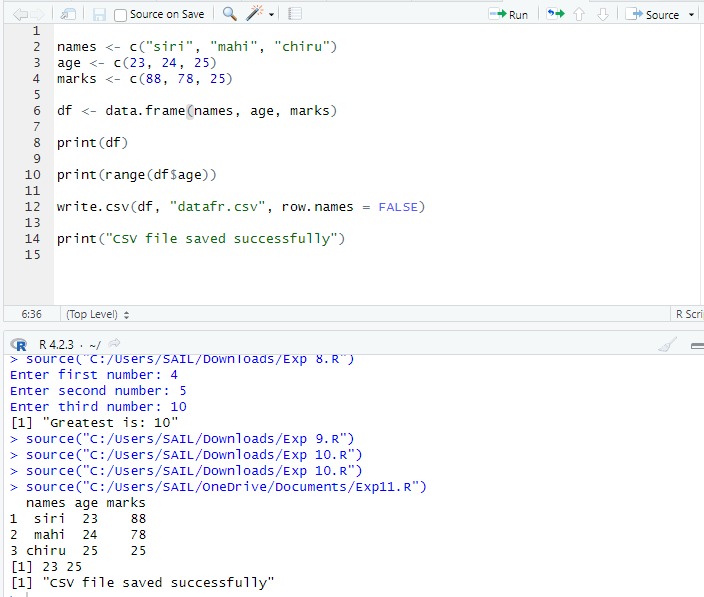 Source on Save
Run
Source
1
2 names <- c("siri", "mahi", "chiru")
3 age <- c(23, 24, 25)
4 marks <- c(88, 78, 25)
5
6 df <- data.frame(names, age, marks)
7
8 print(df)
9
10 print(range(df$age))
11
12 write.csv(df, "datafr.csv", row.names = FALSE)
13
14 print("CSV file saved successfully")
15
6:36 (Top Level) R Scri
R R 4.2.3 · ~/
> source("C:/Users/SAIL/Downloads/Exp 8.R")
Enter first number: 4
Enter second number: 5
Enter third number: 10
[1] "Greatest is: 10"
> source("C:/Users/SAIL/Downloads/Exp 9.R")
> source("C:/Users/SAIL/Downloads/Exp 10.R")
> source("C:/Users/SAIL/Downloads/Exp 10.R")
> source("C:/Users/SAIL/OneDrive/Documents/Exp11.R")
names age marks
1 siri 23 88
2 mahi 24 78
3 chiru 25 25
[1] 23 25
[1] "CSV file saved successfully"